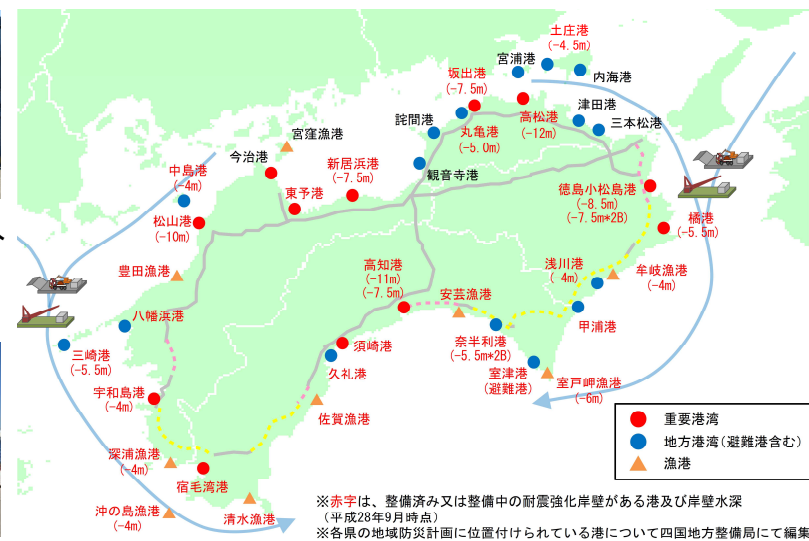 土庄港
(-4.5m)
宮浦港
内海港
坂出港
(-7.5m)
詫間港
丸亀港
(-5.0m)
高松港
(-12m)
津田港
三本松港
宮窪漁港
今治港
新居浜港
(-7.5m)
観音寺港
中島港
(-4m)
東予港
松山港
(-10m)
徳島小松島港
(-8.5m)
(-7.5m*2B)
橘港
(-5.5m)
豊田漁港
高知港
(-11m)
(-7.5m)
安芸漁港
浅川港
( 4m)
牟岐漁港
(-4m)
八幡浜港
甲浦港
三崎港
(-5.5m)
須崎港
久礼港
奈半利港
(-5.5m*2B)
室津港
(避難港)
室戸岬漁港
(-6m)
宇和島港
(-4m)
佐賀漁港
深浦漁港
(-4m)
宿毛湾港
沖の島漁港
(-4m)
清水漁港
重要港湾
地方港湾(避難港含む)
漁港
※赤字は、整備済み又は整備中の耐震強化岸壁がある港及び岸壁水深
(平成28年9月時点)
※各県の地域防災計画に位置付けられている港について四国地方整備局にて編集